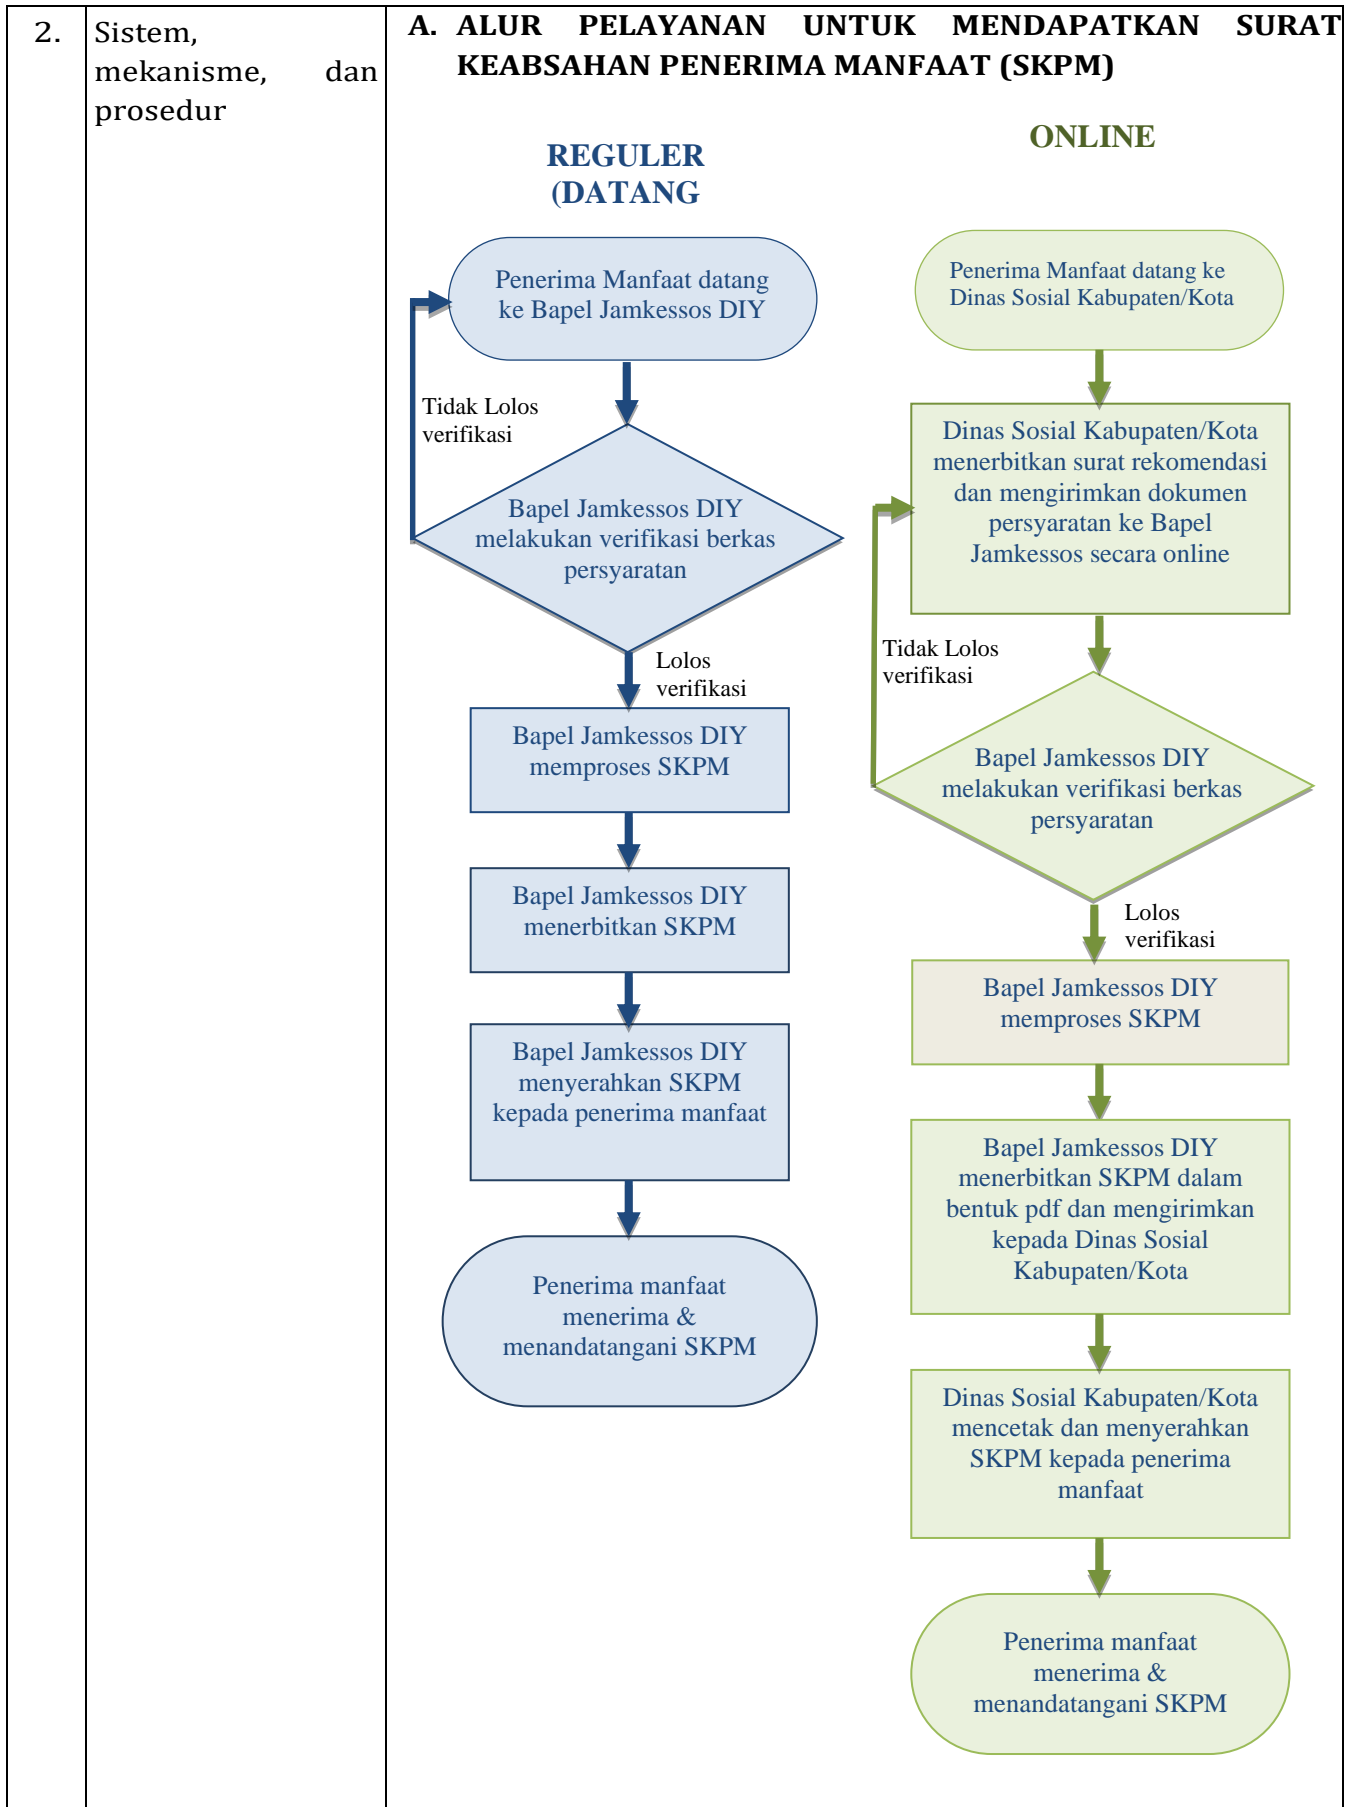 2.
Sistem,
mekanisme, dan
prosedur
A. ALUR PELAYANAN UNTUK MENDAPATKAN SURAT
KEABSAHAN PENERIMA MANFAAT (SKPM)
REGULER
(DATANG
Penerima Manfaat datang
ke Bapel Jamkessos DIY
Tidak Lolos
verifikasi
Bapel Jamkessos DIY
melakukan verifikasi berkas
persyaratan
Lolos
verifikasi
Bapel Jamkessos DIY
memproses SKPM
Bapel Jamkessos DIY
menerbitkan SKPM
Bapel Jamkessos DIY
menyerahkan SKPM
kepada penerima manfaat
Penerima manfaat
menerima &
menandatangani SKPM
ONLINE
Penerima Manfaat datang ke
Dinas Sosial Kabupaten/Kota
Dinas Sosial Kabupaten/Kota
menerbitkan surat rekomendasi
dan mengirimkan dokumen
persyaratan ke Bapel
Jamkessos secara online
Tidak Lolos
verifikasi
Bapel Jamkessos DIY
melakukan verifikasi berkas
persyaratan
Lolos
verifikasi
Bapel Jamkessos DIY
memproses SKPM
Bapel Jamkessos DIY
menerbitkan SKPM dalam
bentuk pdf dan mengirimkan
kepada Dinas Sosial
Kabupaten/Kota
Dinas Sosial Kabupaten/Kota
mencetak dan menyerahkan
SKPM kepada penerima
manfaat
Penerima manfaat
menerima &
menandatangani SKPM